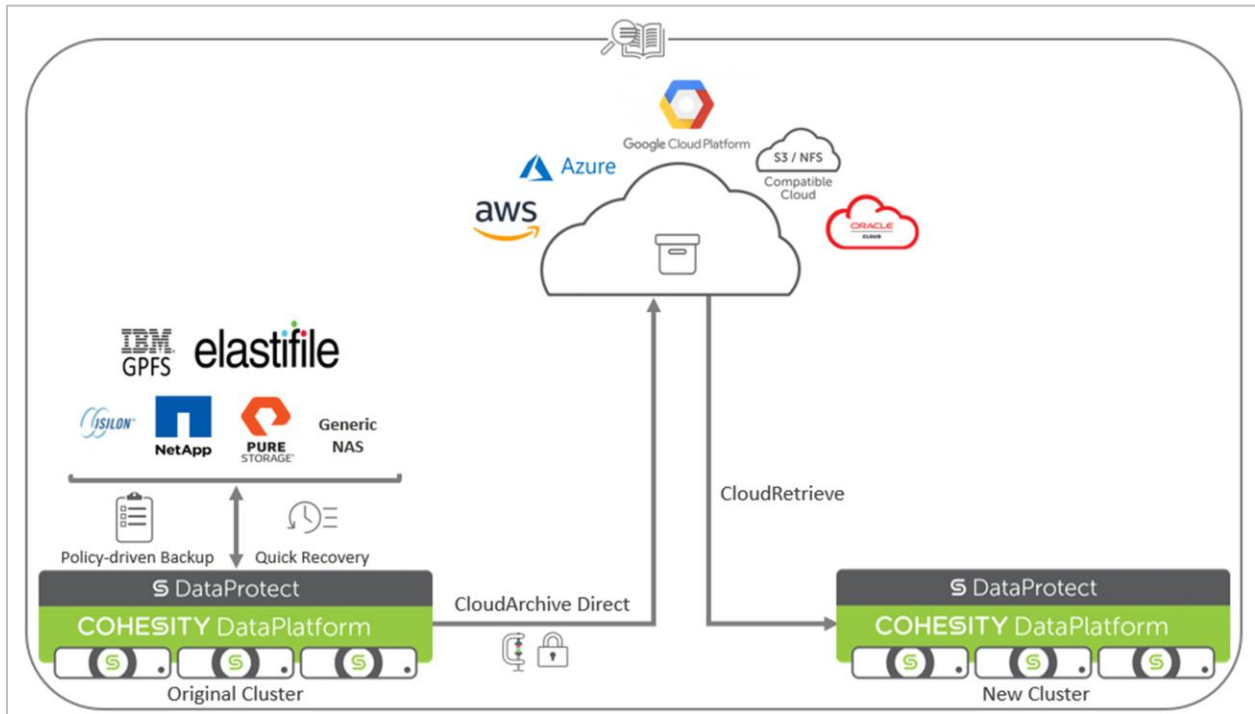 Google Cloud Platform
S3 / NFS
Compatible
Cloud
Azure
aws
ORACLE
CLOUD
IBM
GPFS
elastifile
ISILON
NetApp
PURE
STORAGE
Generic
NAS
CloudRetrieve
Policy-driven Backup
Quick Recovery
S DataProtect
COHESITY DataPlatform
S S S
Original Cluster
CloudArchive Direct
S DataProtect
COHESITY DataPlatform
S S S
New Cluster